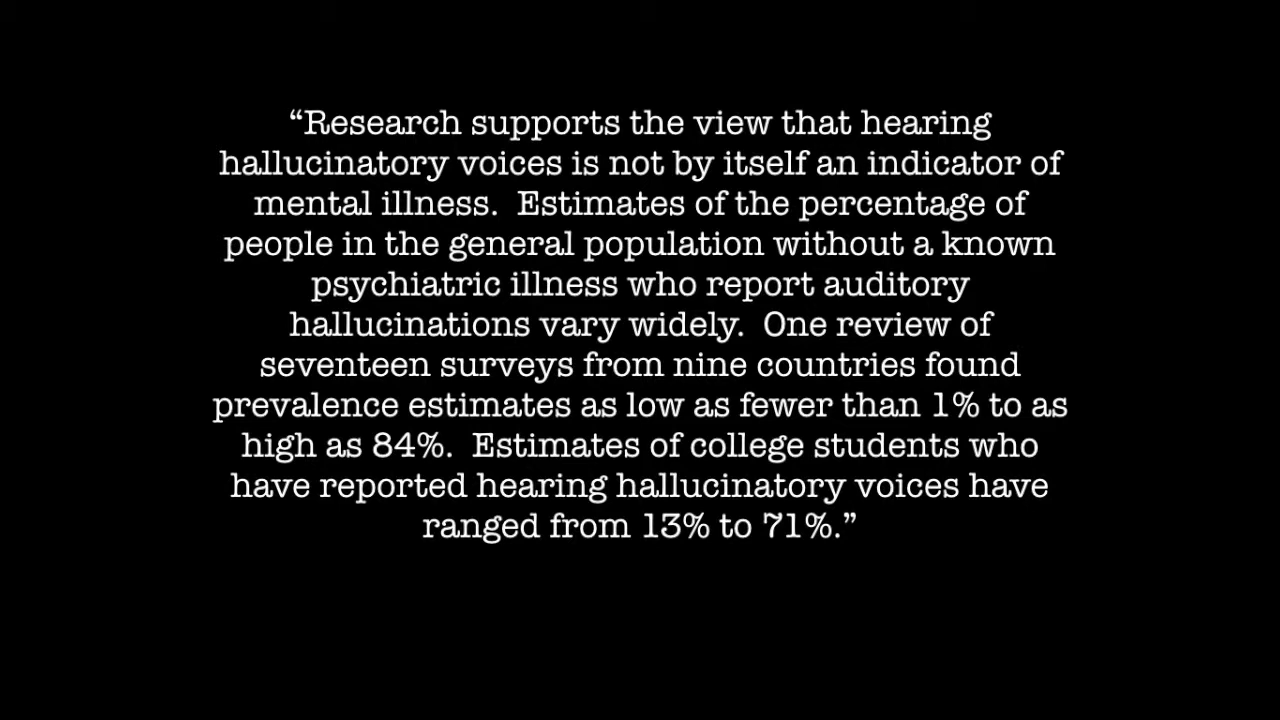 “Research supports the view that hearing
hallucinatory voices is not by itself an indicator of
mental illness.  Estimates of the percentage of
people in the general population without a known
psychiatric illness who report auditory
hallucinations vary widely.  One review of
seventeen surveys from nine countries found
prevalence estimates as low as fewer than 1% to as
high as 84%.  Estimates of college students who
have reported hearing hallucinatory voices have
ranged from 13% to 71%.”